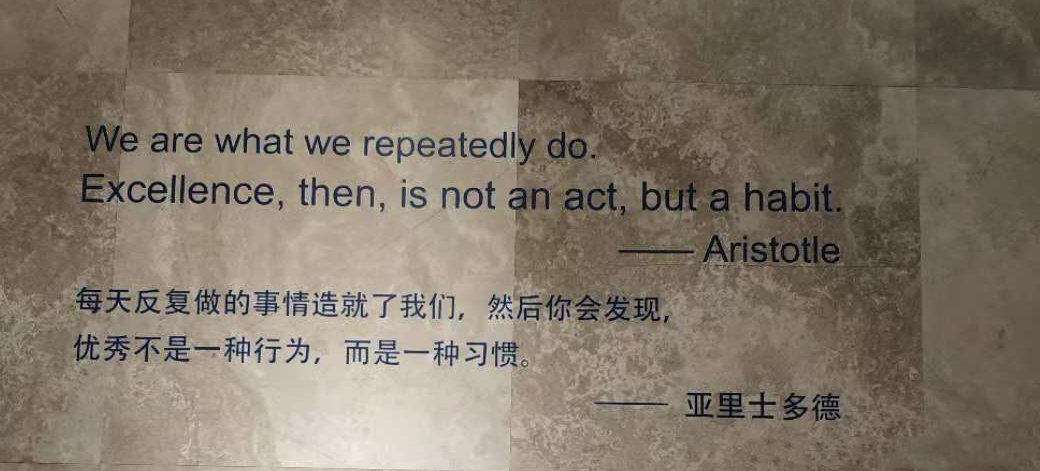 We are what we repeatedly do.
Excellence, then, is not an act, but a habit.
—— Aristotle
每天反复做的事情造就了我们，然后你会发现，
优秀不是一种行为，而是一种习惯。
—— 亚里士多德